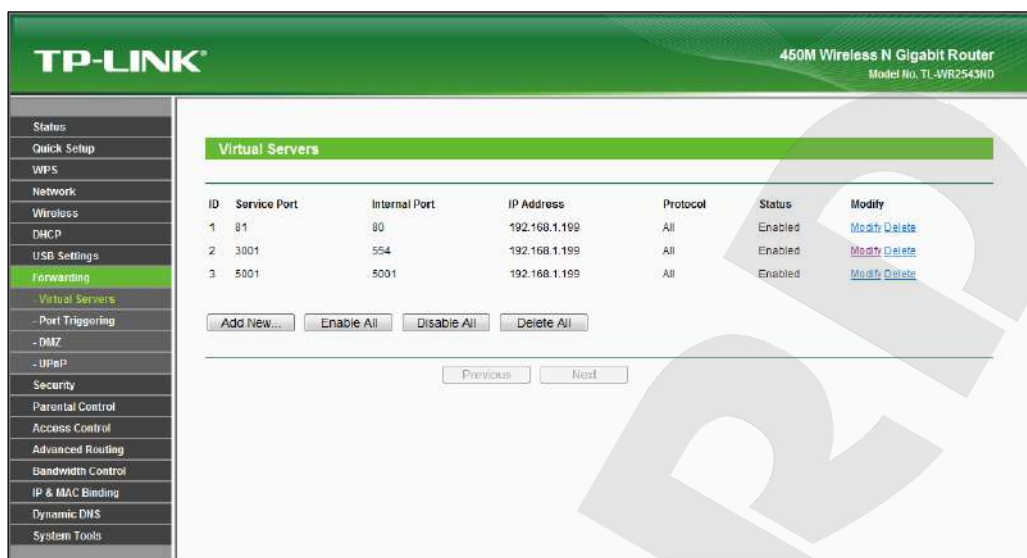 TP-LINK®
450M Wireless N Gigabit Router
Model No. TL-WR2543ND
Status
Quick Setup
WPS
Network
Wireless
DHCP
USB Settings
Forwarding
- Virtual Servers
- Port Triggering
- DMZ
- UPnP
Security
Parental Control
Access Control
Advanced Routing
Bandwidth Control
IP & MAC Binding
Dynamic DNS
System Tools
Virtual Servers
ID Service Port Internal Port IP Address Protocol Status Modify
1 81 80 192.168.1.199 All Enabled Modify Delete
2 3001 554 192.168.1.199 All Enabled Modify Delete
3 5001 5001 192.168.1.199 All Enabled Modify Delete
Add New... Enable All Disable All Delete All
Previous Next